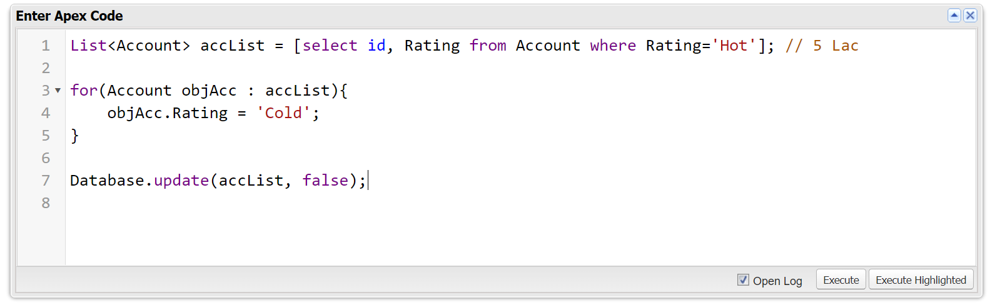 Enter Apex Code
1 List<Account> accList = [select id, Rating from Account where Rating='Hot']; // 5 Lac
2
3 for(Account objAcc : accList){
4     objAcc.Rating = 'Cold';
5 }
6
7 Database.update(accList, false);
8
Open Log Execute Execute Highlighted